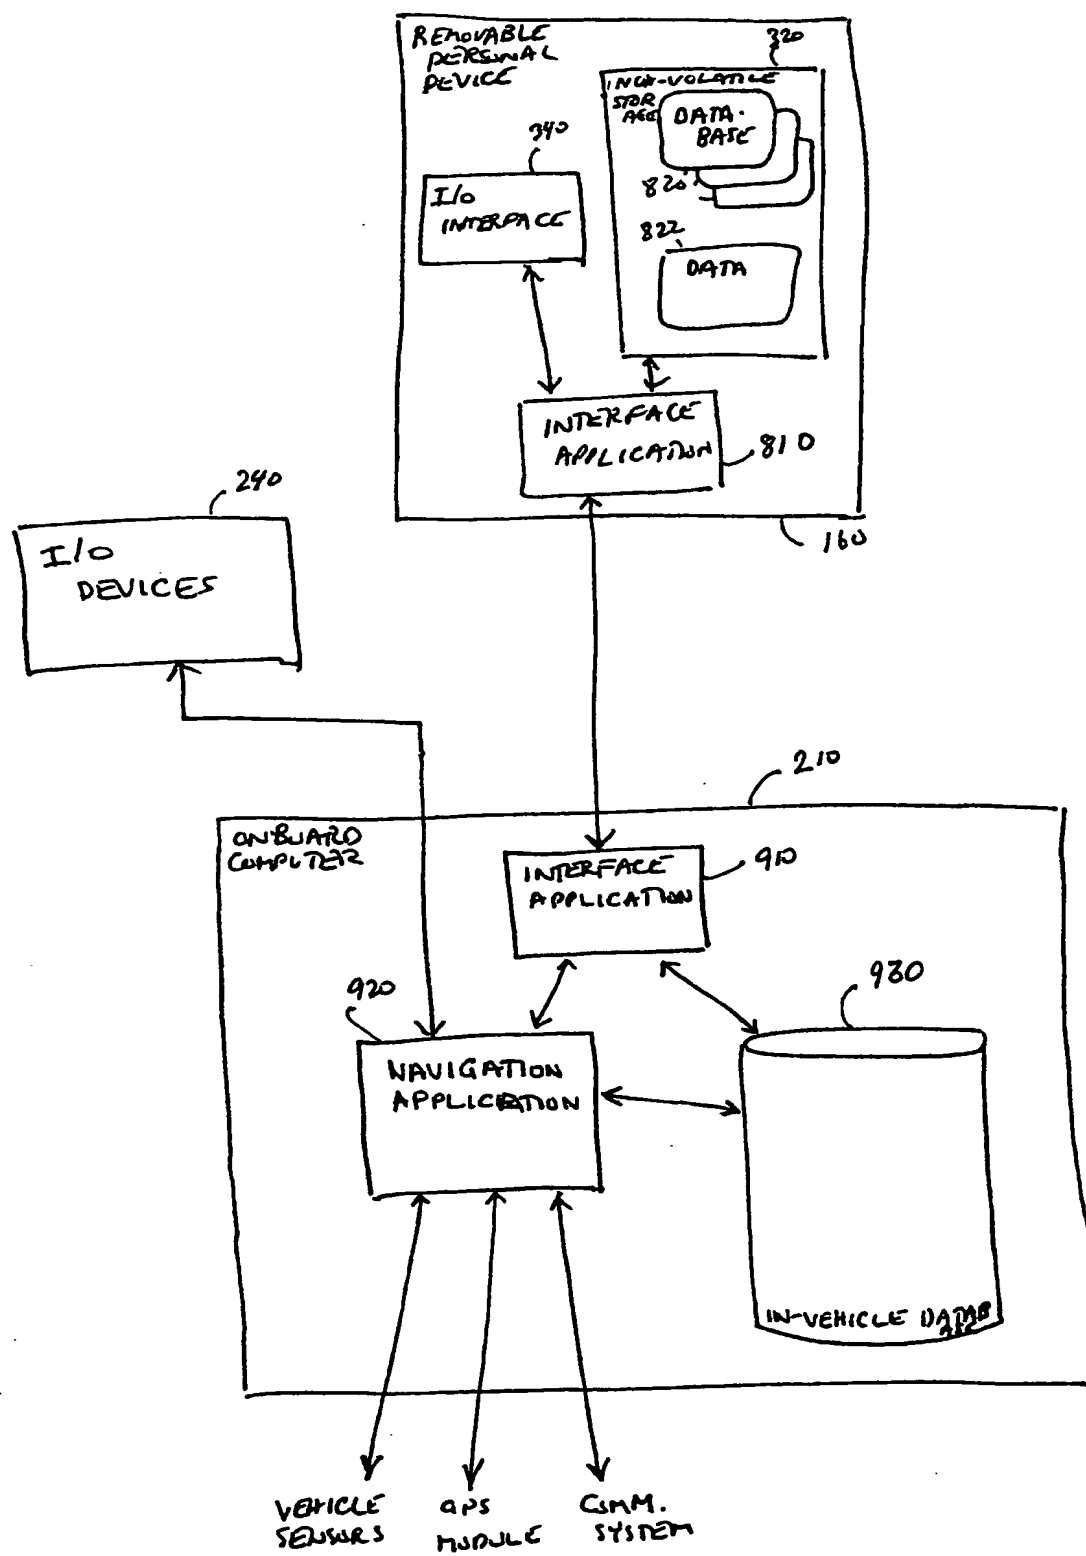 REMOVABLE
PERSONAL
DEVICE
320
NON-VOLATILE
STOR
AGE
DATA-
BASE
340
I/O
INTERFACE
820
822
DATA
INTERFACE
APPLICATION
810
160
240
I/O
DEVICES
210
ONBOARD
COMPUTER
INTERFACE
APPLICATION
910
920
930
NAVIGATION
APPLICATION
IN-VEHICLE DATAB
ASE
VEHICLE
SENSORS
GPS
MODULE
COMM.
SYSTEM